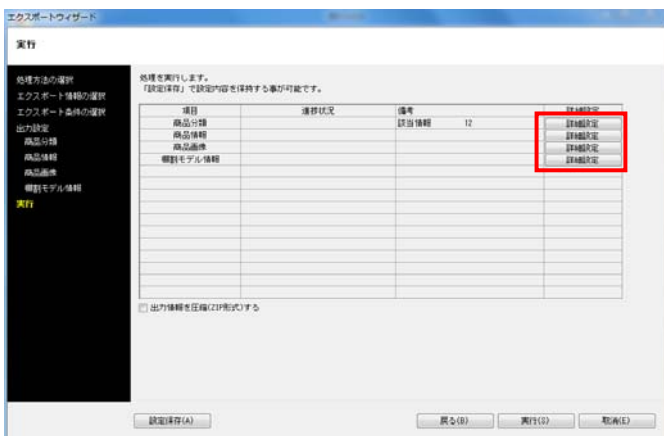 エクスポートウィザード
実行
処理方法の選択
エクスポート情報の選択
エクスポート条件の選択
出力設定
商品分類
商品情報
商品画像
棚割モデル情報
実行
処理を実行します。
「設定保存」で設定内容を保持する事が可能です。
項目 進捗状況 備考 詳細設定
商品分類 該当情報 12 詳細設定
商品情報 詳細設定
商品画像 詳細設定
棚割モデル情報 詳細設定
出力情報を圧縮(ZIP形式)する
設定保存(A) 戻る(B) 実行(S) 取消(E)